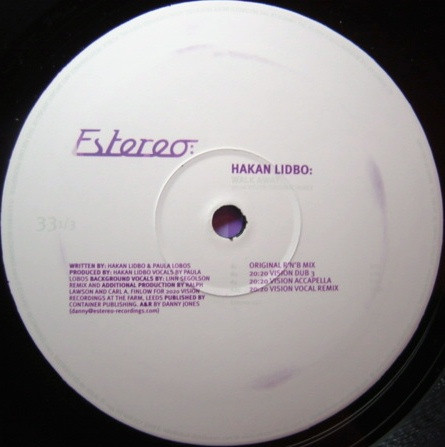 Estereo:
HAKAN LIDBO:
33 1/3
WRITTEN BY: HAKAN LIDBO & PAULA LOBOS
PRODUCED BY: HAKAN LIDBO VOCALS BY PAULA
LOBOS BACKGROUND VOCALS BY: LINN SEGOLSON
REMIX AND ADDITIONAL PRODUCTION BY RALPH
LAWSON AND CARL A. FINLOW FOR 2020 VISION
RECORDINGS AT THE FARM, LEEDS PUBLISHED BY
CONTAINER PUBLISHING. A&R BY DANNY JONES
(danny@estereo-recordings.com)
ORIGINAL R'N'B MIX
20:20 VISION DUB 3
20:20 VISION ACCAPELLA
20:20 VISION VOCAL REMIX